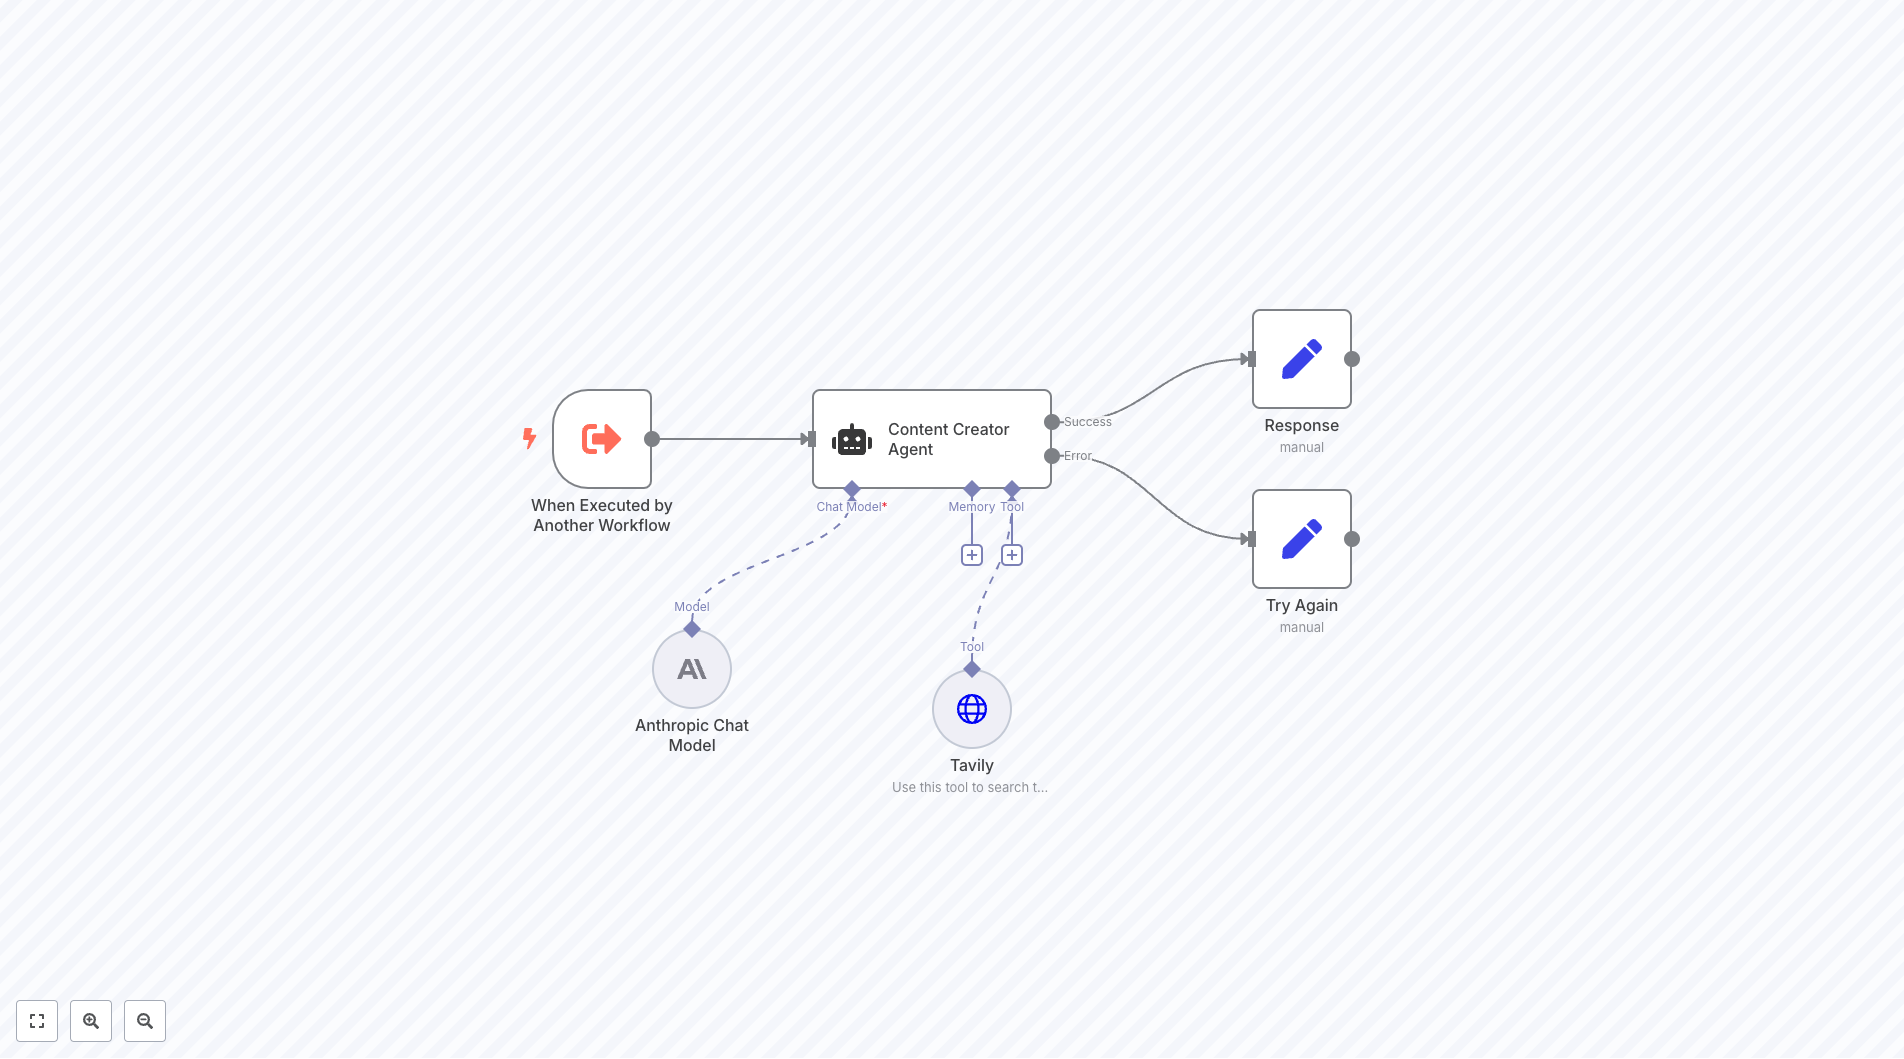 When Executed by
Another Workflow
Content Creator
Agent
Success
Error
Chat Model*
Memory
Tool
Response
manual
Try Again
manual
Model
Anthropic Chat
Model
Tool
Tavily
Use this tool to search t...